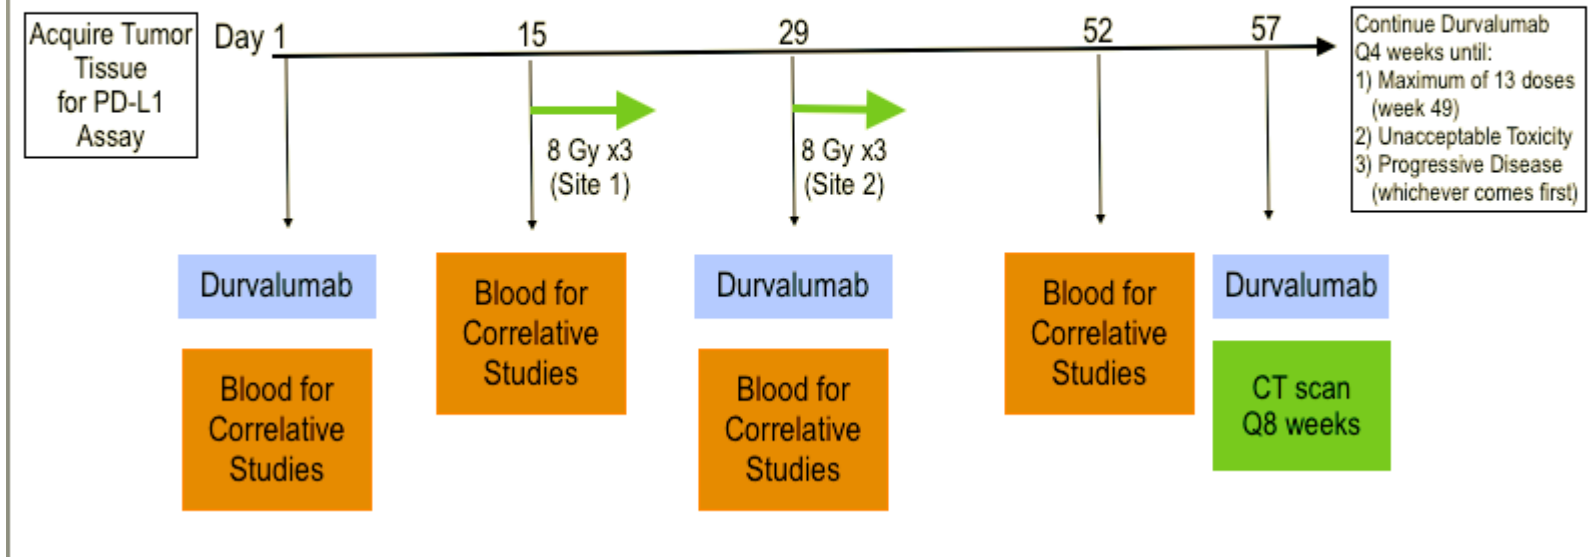 Acquire Tumor
Tissue
for PD-L1
Assay
Day 1
15
29
52
57
Continue Durvalumab
Q4 weeks until:
1) Maximum of 13 doses
(week 49)
2) Unacceptable Toxicity
3) Progressive Disease
(whichever comes first)
8 Gy x3
(Site 1)
8 Gy x3
(Site 2)
Durvalumab
Blood for
Correlative
Studies
Blood for
Correlative
Studies
Durvalumab
Blood for
Correlative
Studies
Blood for
Correlative
Studies
Durvalumab
CT scan
Q8 weeks